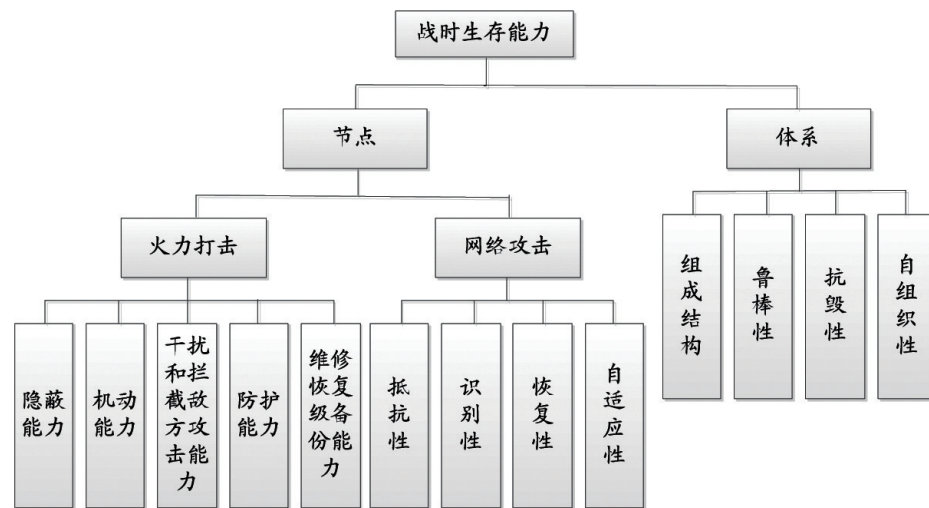 战时生存能力
节点
体系
火力打击
网络攻击
组成结构
鲁棒性
抗毁性
自组织性
隐蔽
能力
机动
能力
干扰
和拦
截敌
方攻
击能
力
防护
能力
维修
恢复
级备
份能
力
抵抗性
识别性
恢复性
自适应性